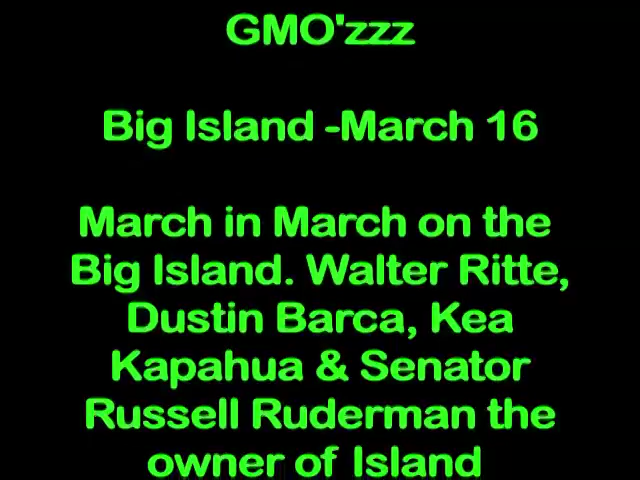 GMO'zzz
Big Island -March 16
March in March on the
Big Island. Walter Ritte,
Dustin Barca, Kea
Kapahua & Senator
Russell Ruderman the
owner of Island